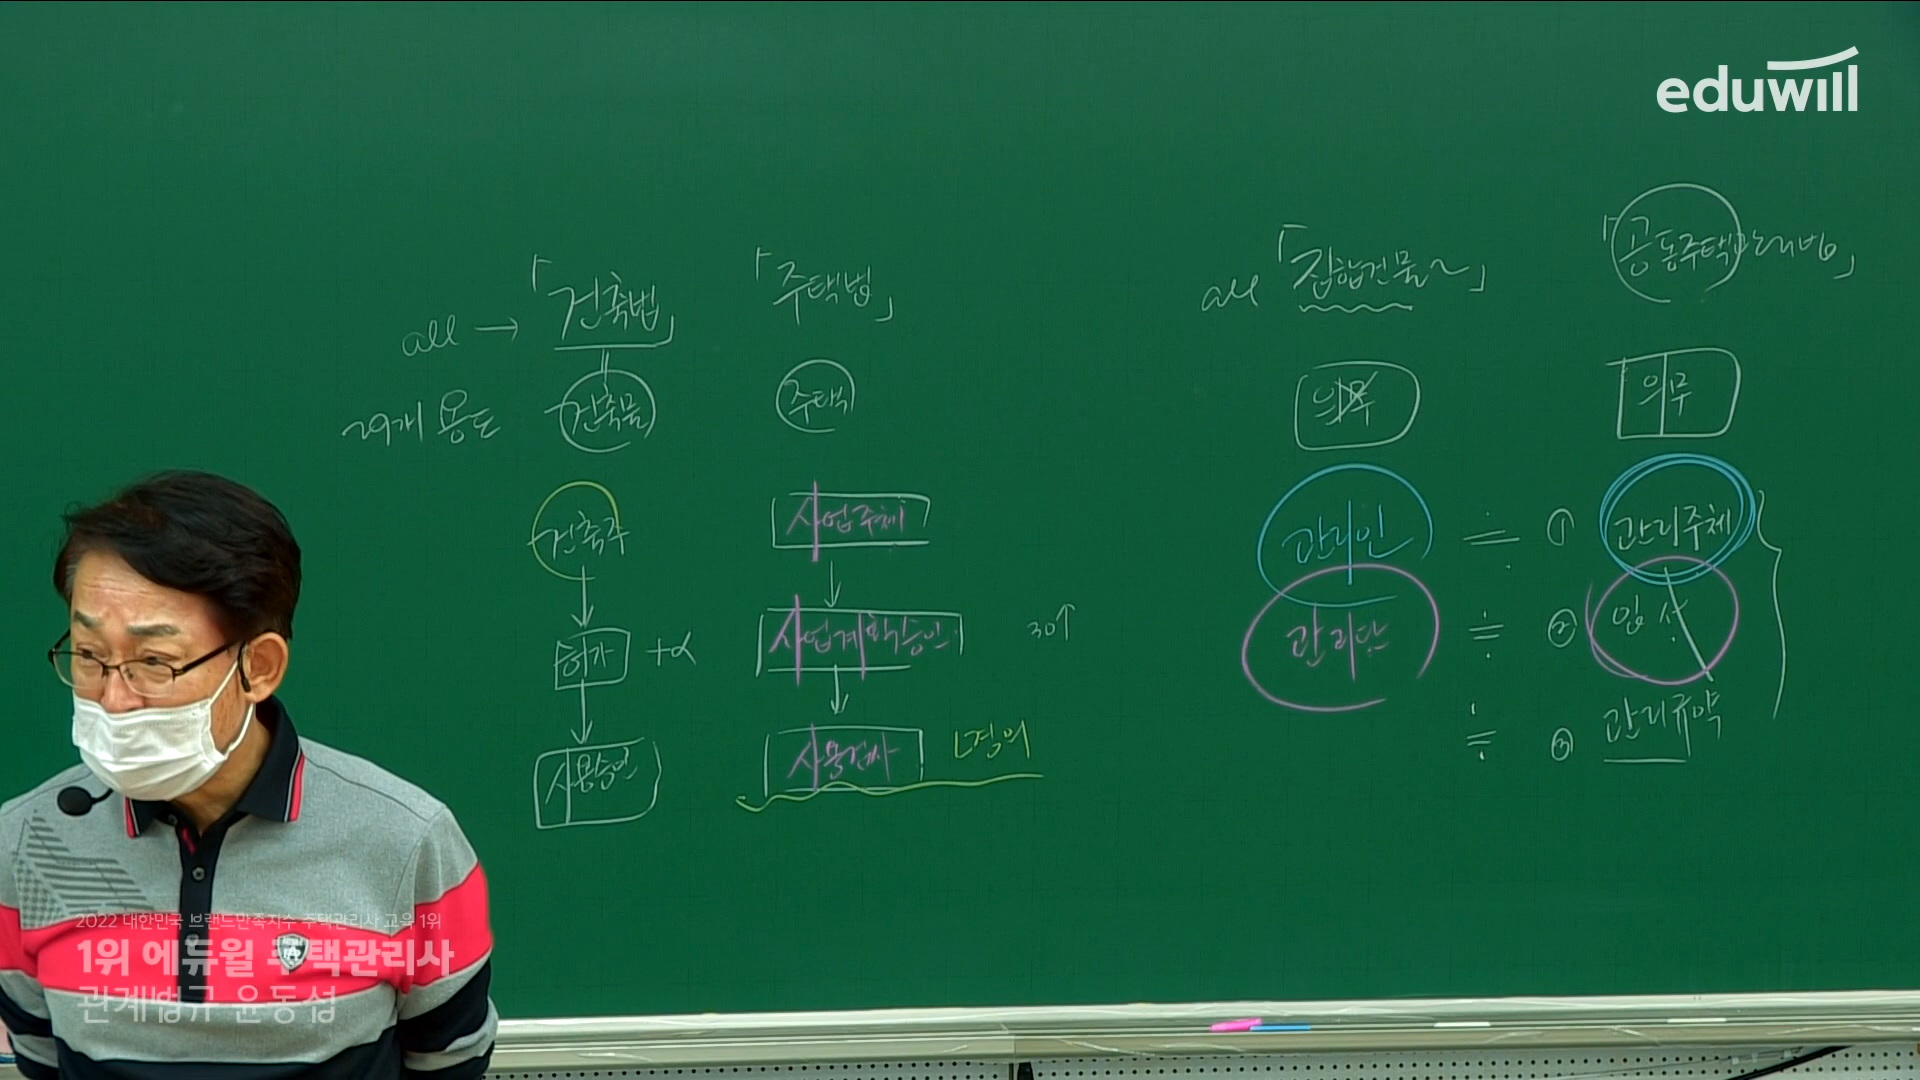 eduwill
all → 「건축법」
「주택법」
29개 용도 건축물
주택
건축주
사업주체
허가 +α
사업계획승인
30↑
사용승인
사용검사
all 「집합건물~」
「공동주택관리법」
의무
의무
관리인 ≒ ① 관리주체
관리단 ≒ ②
≒ ③ 관리규약
2022 대한민국 브랜드만족지수 주택관리사 교육 1위
1위 에듀윌 주택관리사
관계법규 윤동섭